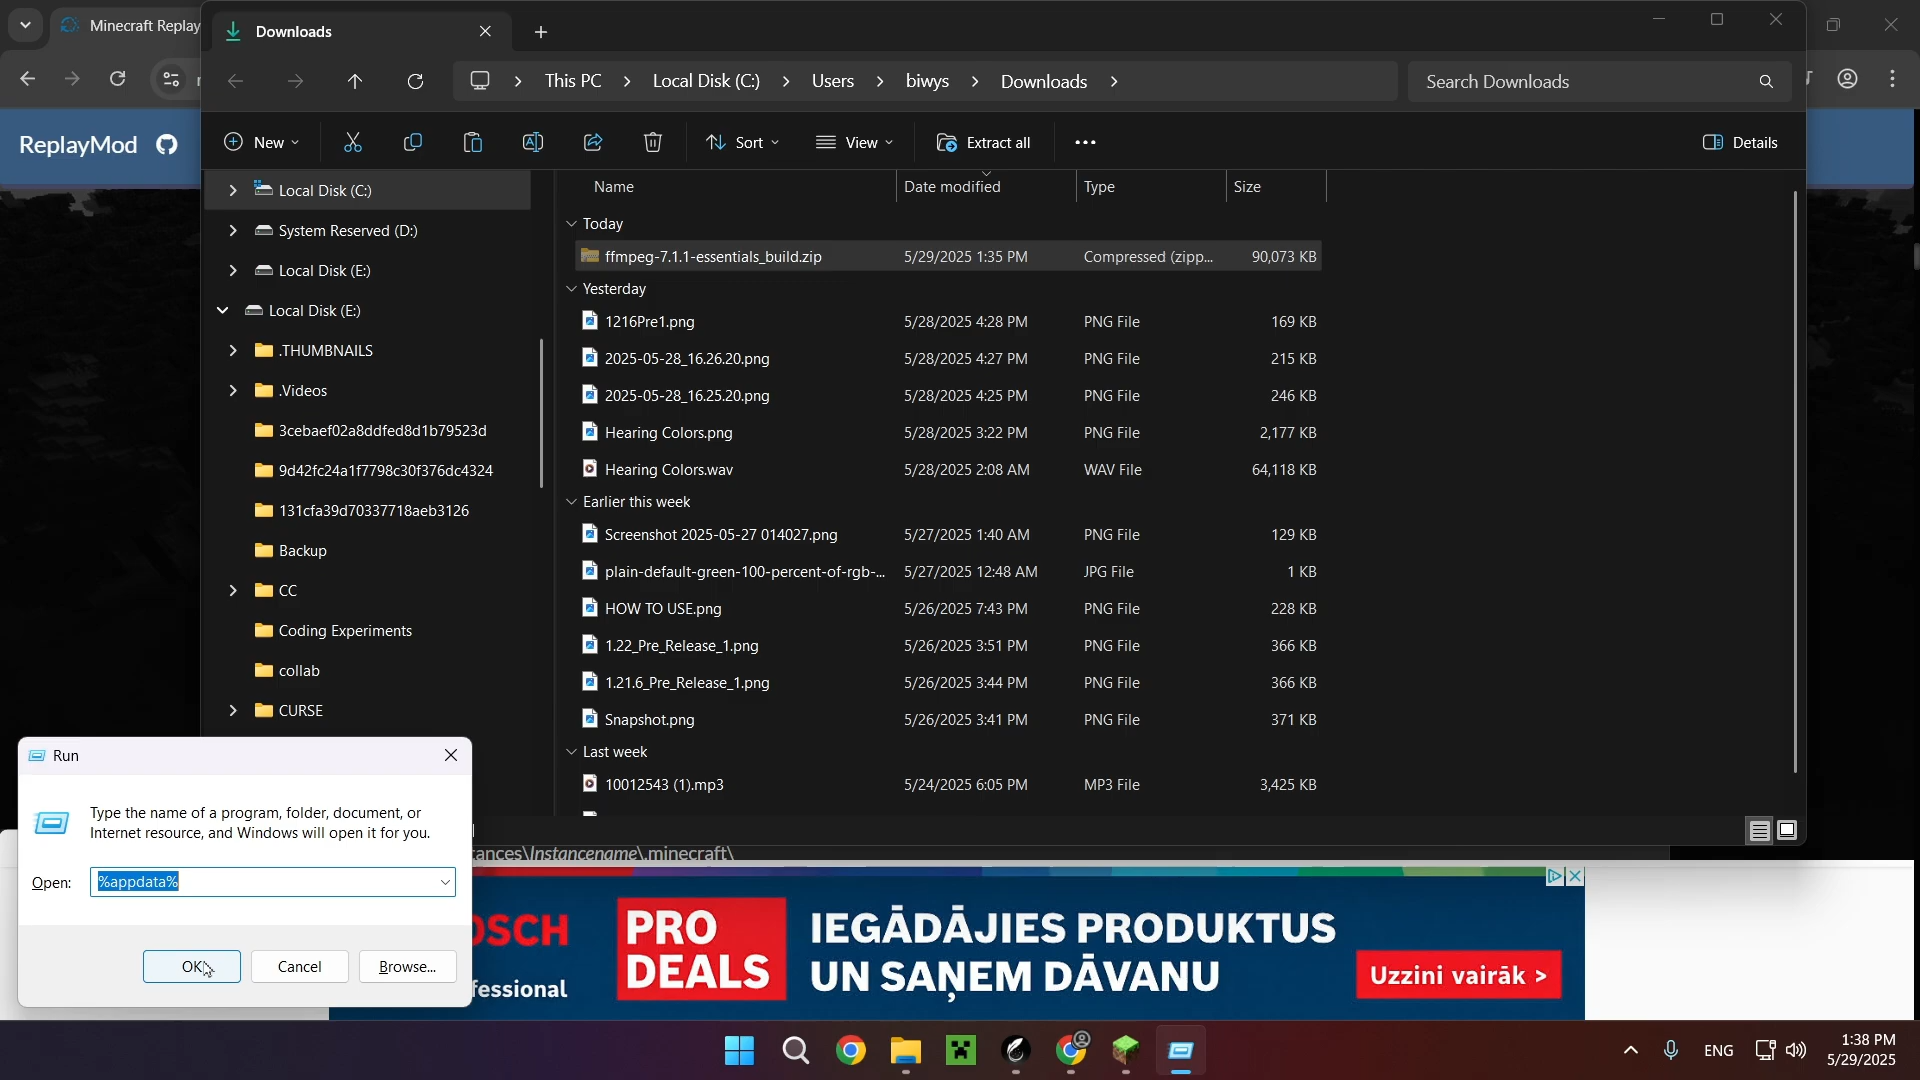 Minecraft Replay
Downloads
This PC > Local Disk (C:) > Users > biwys > Downloads >
Search Downloads
ReplayMod
New
Sort
View
Extract all
Details
Local Disk (C:)
System Reserved (D:)
Local Disk (E:)
Local Disk (E:)
.THUMBNAILS
.Videos
3cebaef02a8ddfed8d1b79523d
9d42fc24a1f7798c30f376dc4324
131cfa39d70337718aeb3126
Backup
CC
Coding Experiments
collab
CURSE
Name Date modified Type Size
Today
ffmpeg-7.1.1-essentials_build.zip 5/29/2025 1:35 PM Compressed (zipp... 90,073 KB
Yesterday
1216Pre1.png 5/28/2025 4:28 PM PNG File 169 KB
2025-05-28_16.26.20.png 5/28/2025 4:27 PM PNG File 215 KB
2025-05-28_16.25.20.png 5/28/2025 4:25 PM PNG File 246 KB
Hearing Colors.png 5/28/2025 3:22 PM PNG File 2,177 KB
Hearing Colors.wav 5/28/2025 2:08 AM WAV File 64,118 KB
Earlier this week
Screenshot 2025-05-27 014027.png 5/27/2025 1:40 AM PNG File 129 KB
plain-default-green-100-percent-of-rgb-... 5/27/2025 12:48 AM JPG File 1 KB
HOW TO USE.png 5/26/2025 7:43 PM PNG File 228 KB
1.22_Pre_Release_1.png 5/26/2025 3:51 PM PNG File 366 KB
1.21.6_Pre_Release_1.png 5/26/2025 3:44 PM PNG File 366 KB
Snapshot.png 5/26/2025 3:41 PM PNG File 371 KB
Last week
10012543 (1).mp3 5/24/2025 6:05 PM MP3 File 3,425 KB
Run
Type the name of a program, folder, document, or
Internet resource, and Windows will open it for you.
Open: %appdata%
OK Cancel Browse...
tances\Instancename\.minecraft\
OSCH
fessional
PRO
DEALS
IEGĀDĀJIES PRODUKTUS
UN SAŅEM DĀVANU
Uzzini vairāk >
ENG
1:38 PM
5/29/2025